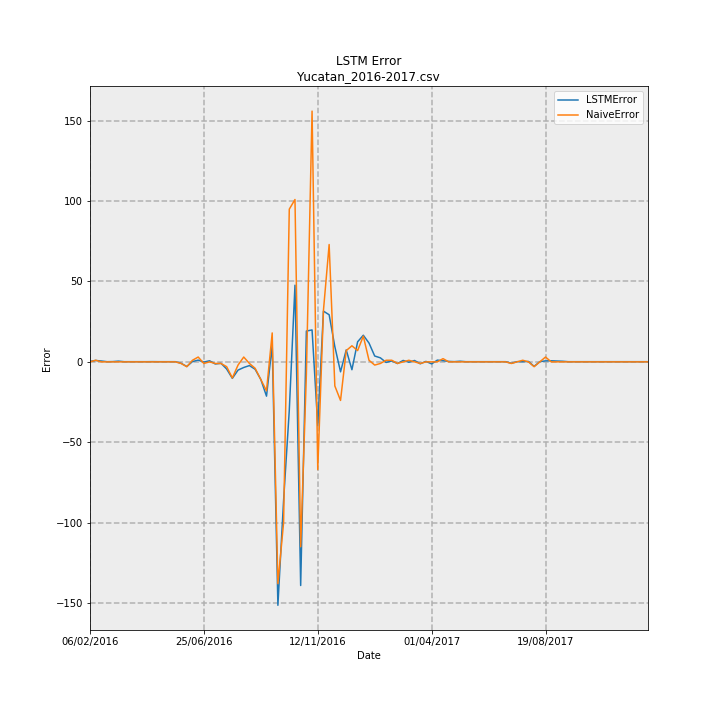 LSTM Error
Yucatan_2016-2017.csv
LSTMError
NaiveError
150
100
50
0
−50
−100
−150
Error
06/02/2016
25/06/2016
12/11/2016
01/04/2017
19/08/2017
Date